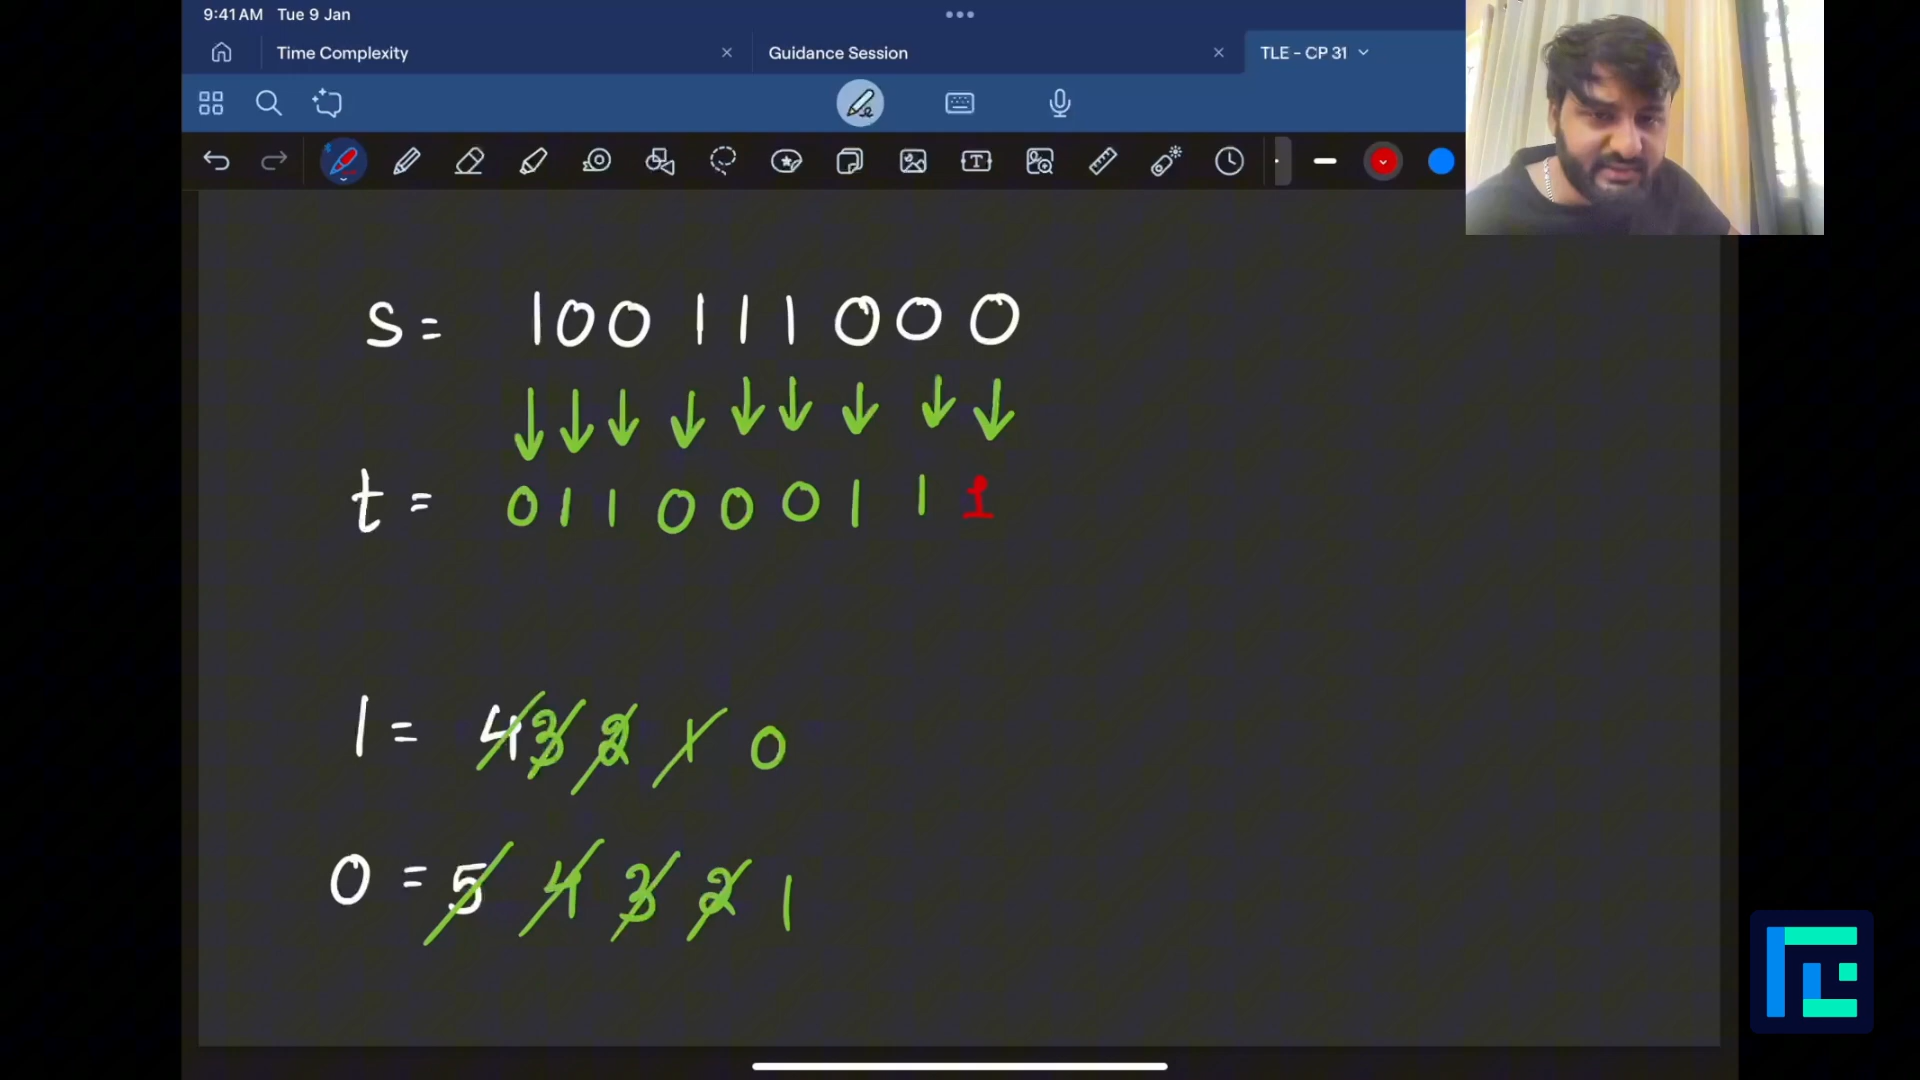 9:41 AM Tue 9 Jan
Time Complexity
Guidance Session
TLE - CP 31
S = 100111000
t = 011000111
1 = 4 3 2 1 0
0 = 5 4 3 2 1